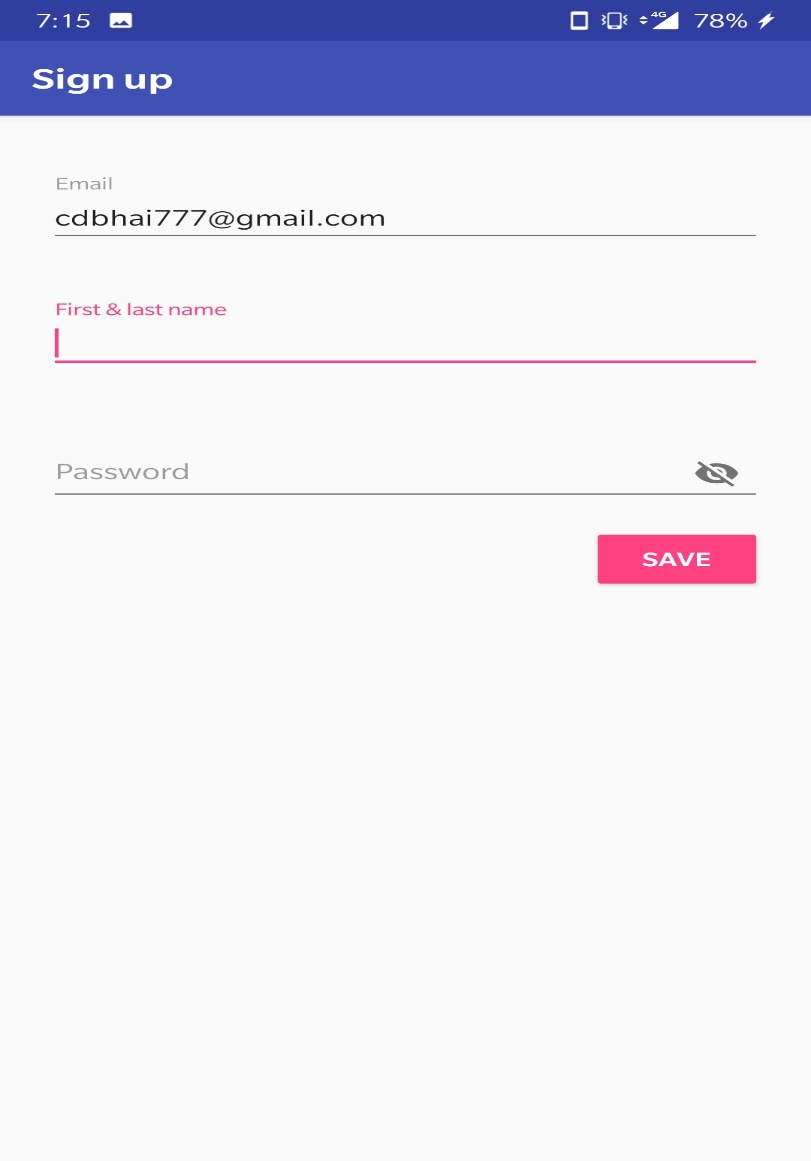 7:15 4G 78%
Sign up
Email
cdbhai777@gmail.com
First & last name
Password
SAVE